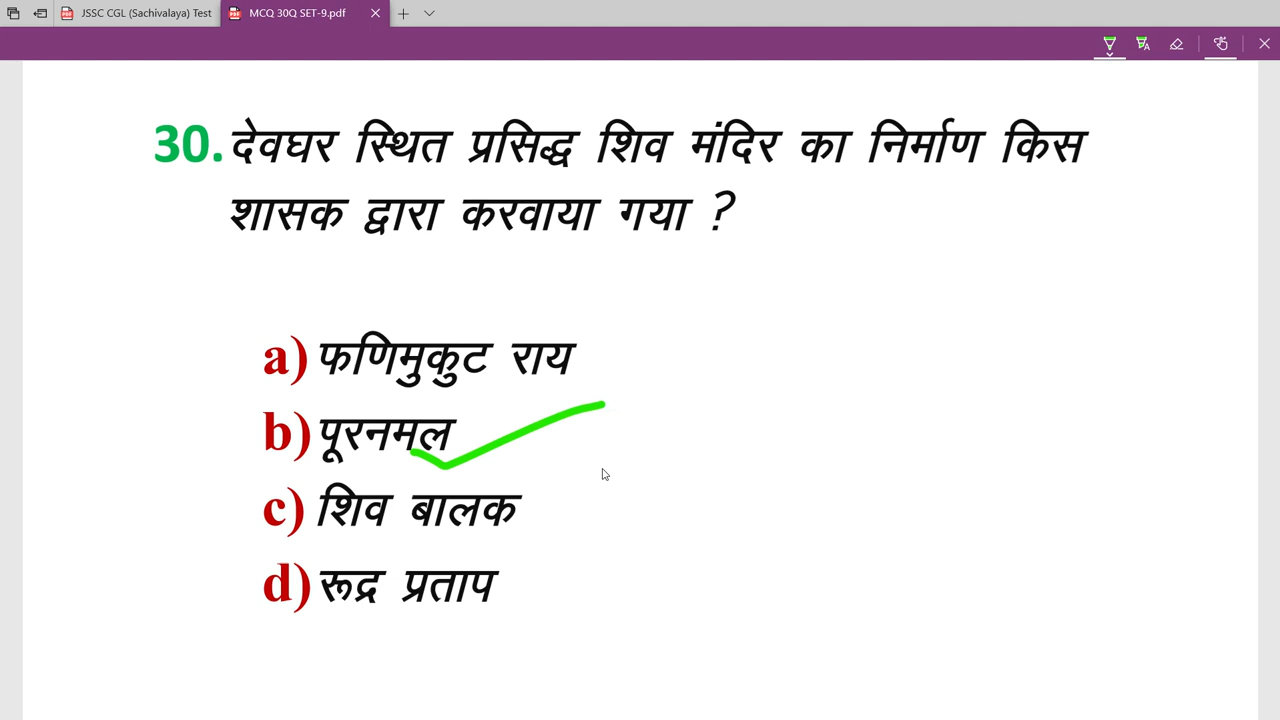 JSSC CGL (Sachivalaya) Test
MCQ 30Q SET-9.pdf
30. देवघर स्थित प्रसिद्ध शिव मंदिर का निर्माण किस
शासक द्वारा करवाया गया ?
a) फणिमुकुट राय
b) पूरनमल
c) शिव बालक
d) रूद्र प्रताप